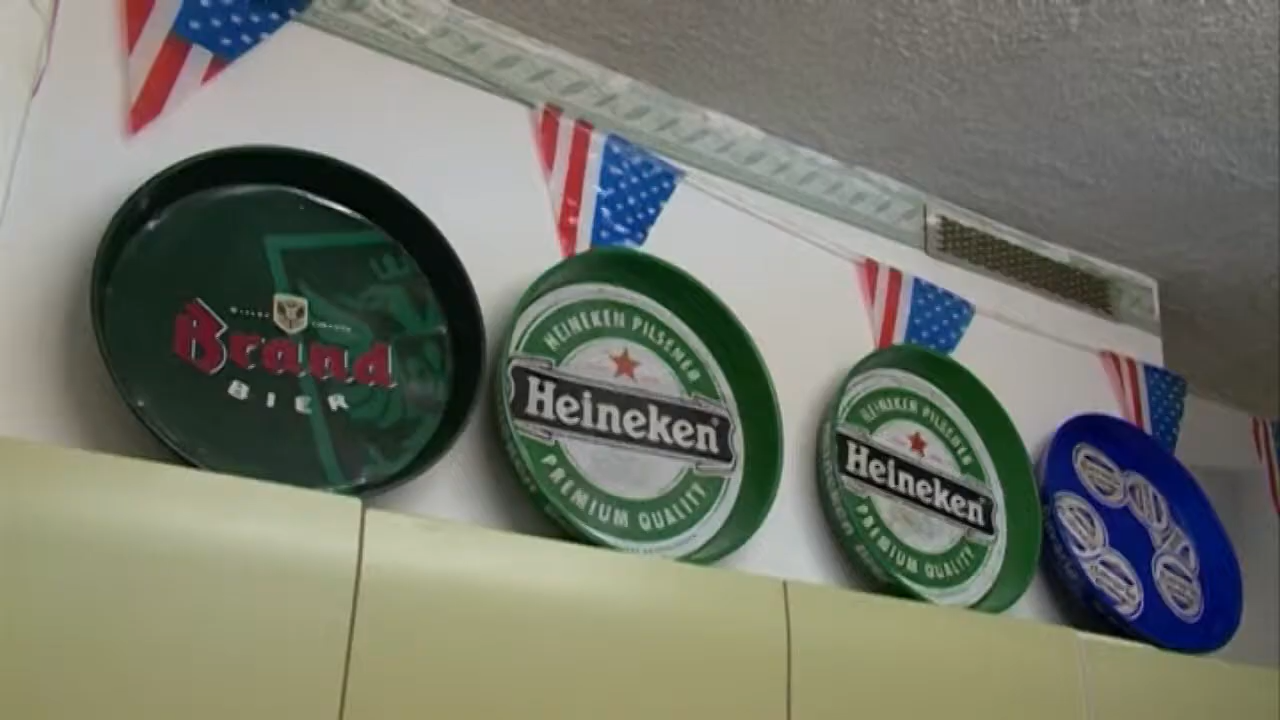 Brand
BIER
HEINEKEN PILSENER
Heineken
PREMIUM QUALITY
HEINEKEN PILSENER
Heineken
PREMIUM QUALITY